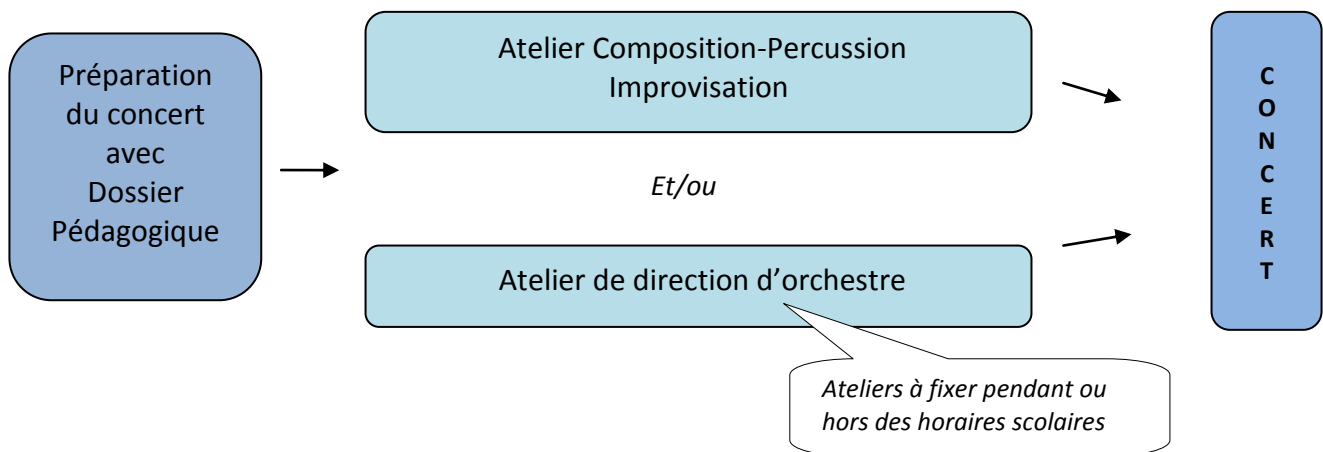 Préparation
du concert
avec
Dossier
Pédagogique
Atelier Composition-Percussion
Improvisation
Et/ou
Atelier de direction d’orchestre
Ateliers à fixer pendant ou
hors des horaires scolaires
C
O
N
C
E
R
T